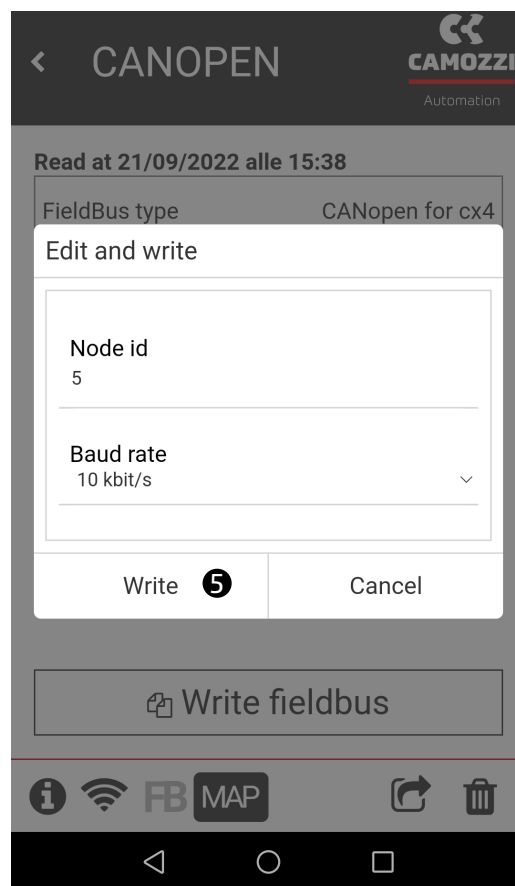 CANOPEN
CAMOZZI
Automation
Read at 21/09/2022 alle 15:38
FieldBus type CANopen for cx4
Edit and write
Node id
5
Baud rate
10 kbit/s
Write 5 Cancel
Write fieldbus
FB MAP